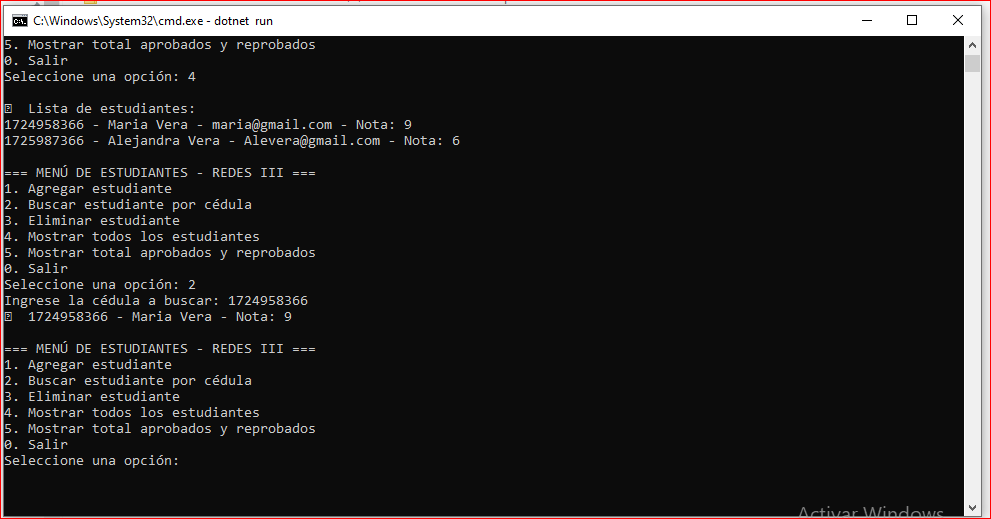 C:\Windows\System32\cmd.exe - dotnet run
5. Mostrar total aprobados y reprobados
0. Salir
Seleccione una opción: 4
Lista de estudiantes:
1724958366 - Maria Vera - maria@gmail.com - Nota: 9
1725987366 - Alejandra Vera - Alevera@gmail.com - Nota: 6
=== MENÚ DE ESTUDIANTES - REDES III ===
1. Agregar estudiante
2. Buscar estudiante por cédula
3. Eliminar estudiante
4. Mostrar todos los estudiantes
5. Mostrar total aprobados y reprobados
0. Salir
Seleccione una opción: 2
Ingrese la cédula a buscar: 1724958366
1724958366 - Maria Vera - Nota: 9
=== MENÚ DE ESTUDIANTES - REDES III ===
1. Agregar estudiante
2. Buscar estudiante por cédula
3. Eliminar estudiante
4. Mostrar todos los estudiantes
5. Mostrar total aprobados y reprobados
0. Salir
Seleccione una opción:
Activar Windows